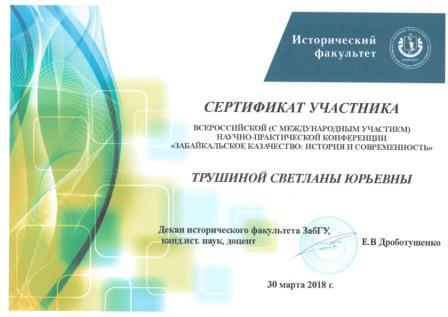 Исторический
факультет
СЕРТИФИКАТ УЧАСТНИКА
ВСЕРОССИЙСКОЙ (С МЕЖДУНАРОДНЫМ УЧАСТИЕМ)
НАУЧНО-ПРАКТИЧЕСКОЙ КОНФЕРЕНЦИИ
«ЗАБАЙКАЛЬСКОЕ КАЗАЧЕСТВО: ИСТОРИЯ И СОВРЕМЕННОСТЬ»
ТРУШИНОЙ СВЕТЛАНЫ ЮРЬЕВНЫ
Декан исторического факультета ЗабГУ,
канд.ист. наук, доцент
Е.В Дроботушенко
30 марта 2018 г.